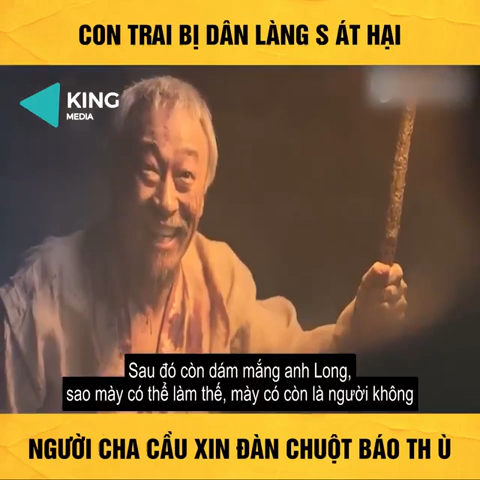 CON TRAI BỊ DÂN LÀNG S ÁT HẠI
KING
MEDIA
Sau đó còn dám mắng anh Long,
sao mày có thể làm thế, mày có còn là người không
NGƯỜI CHA CẦU XIN ĐÀN CHUỘT BÁO TH Ù